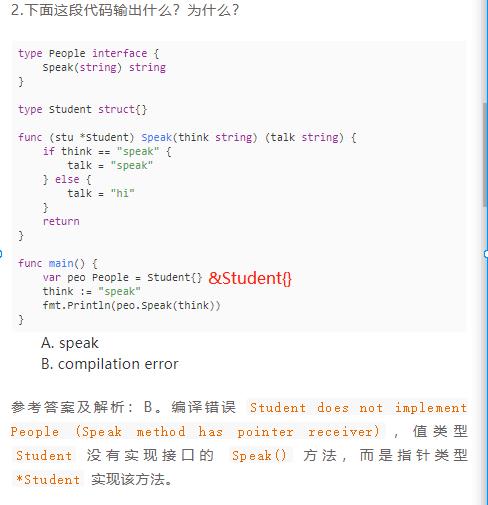 2.下面这段代码输出什么？为什么？
type People interface {
    Speak(string) string
}
type Student struct{}
func (stu *Student) Speak(think string) (talk string) {
    if think == "speak" {
        talk = "speak"
    } else {
        talk = "hi"
    }
    return
}
func main() {
    var peo People = Student{} &Student{}
    think := "speak"
    fmt.Println(peo.Speak(think))
}
A. speak
B. compilation error
参考答案及解析：B。编译错误 Student does not implement
People (Speak method has pointer receiver)，值类型
Student 没有实现接口的 Speak() 方法，而是指针类型
*Student 实现该方法。